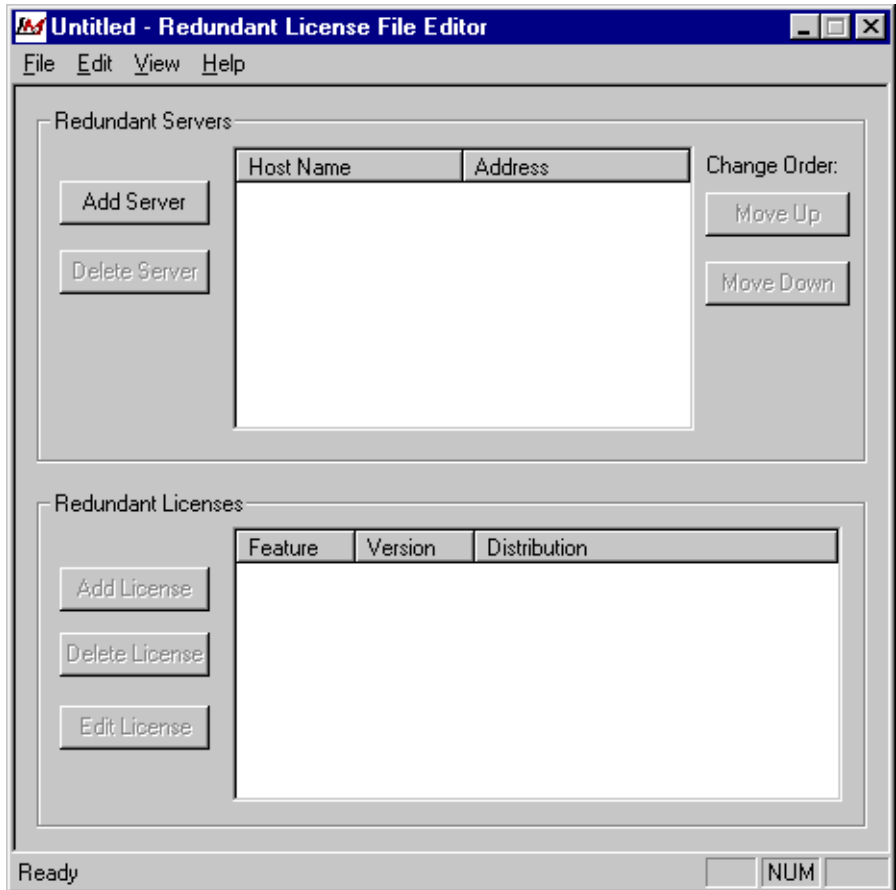 Untitled - Redundant License File Editor
File Edit View Help
Redundant Servers
Host Name Address
Change Order:
Add Server
Move Up
Delete Server
Move Down
Redundant Licenses
Feature Version Distribution
Add License
Delete License
Edit License
Ready
NUM